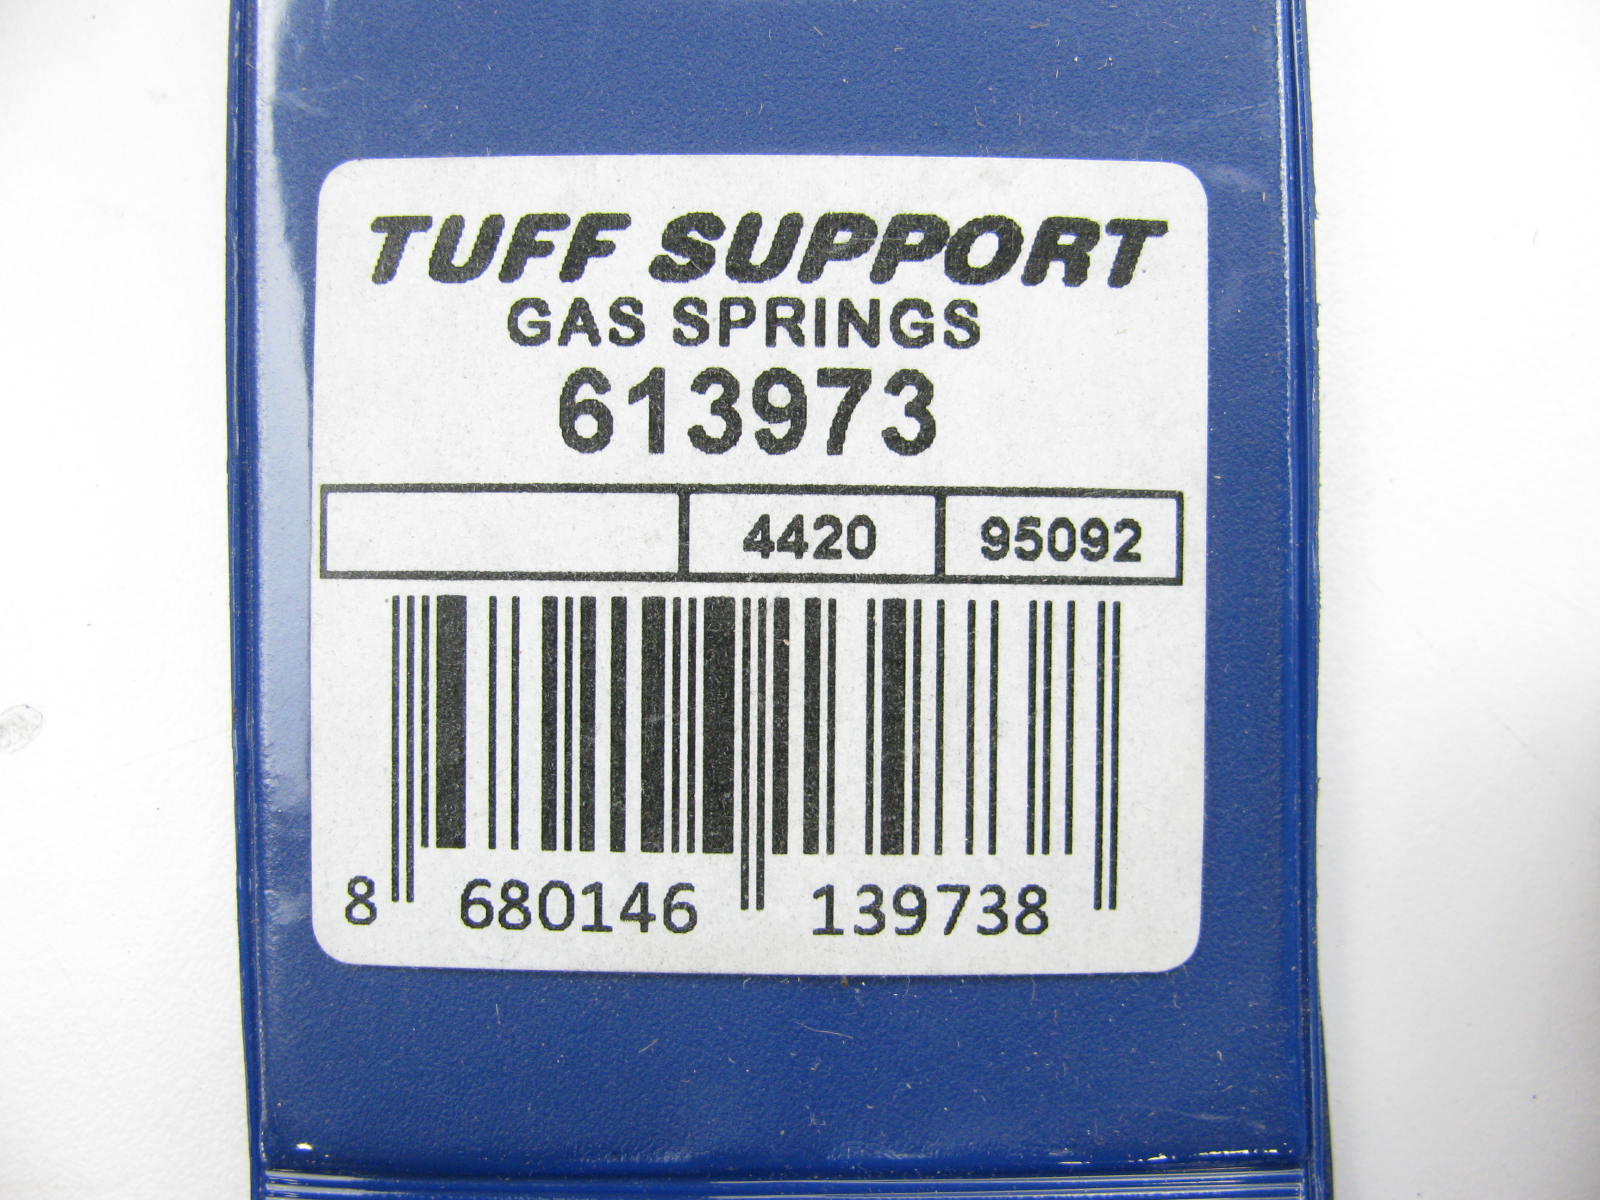 TUFF SUPPORT
GAS SPRINGS
613973
4420 95092
8 680146 139738